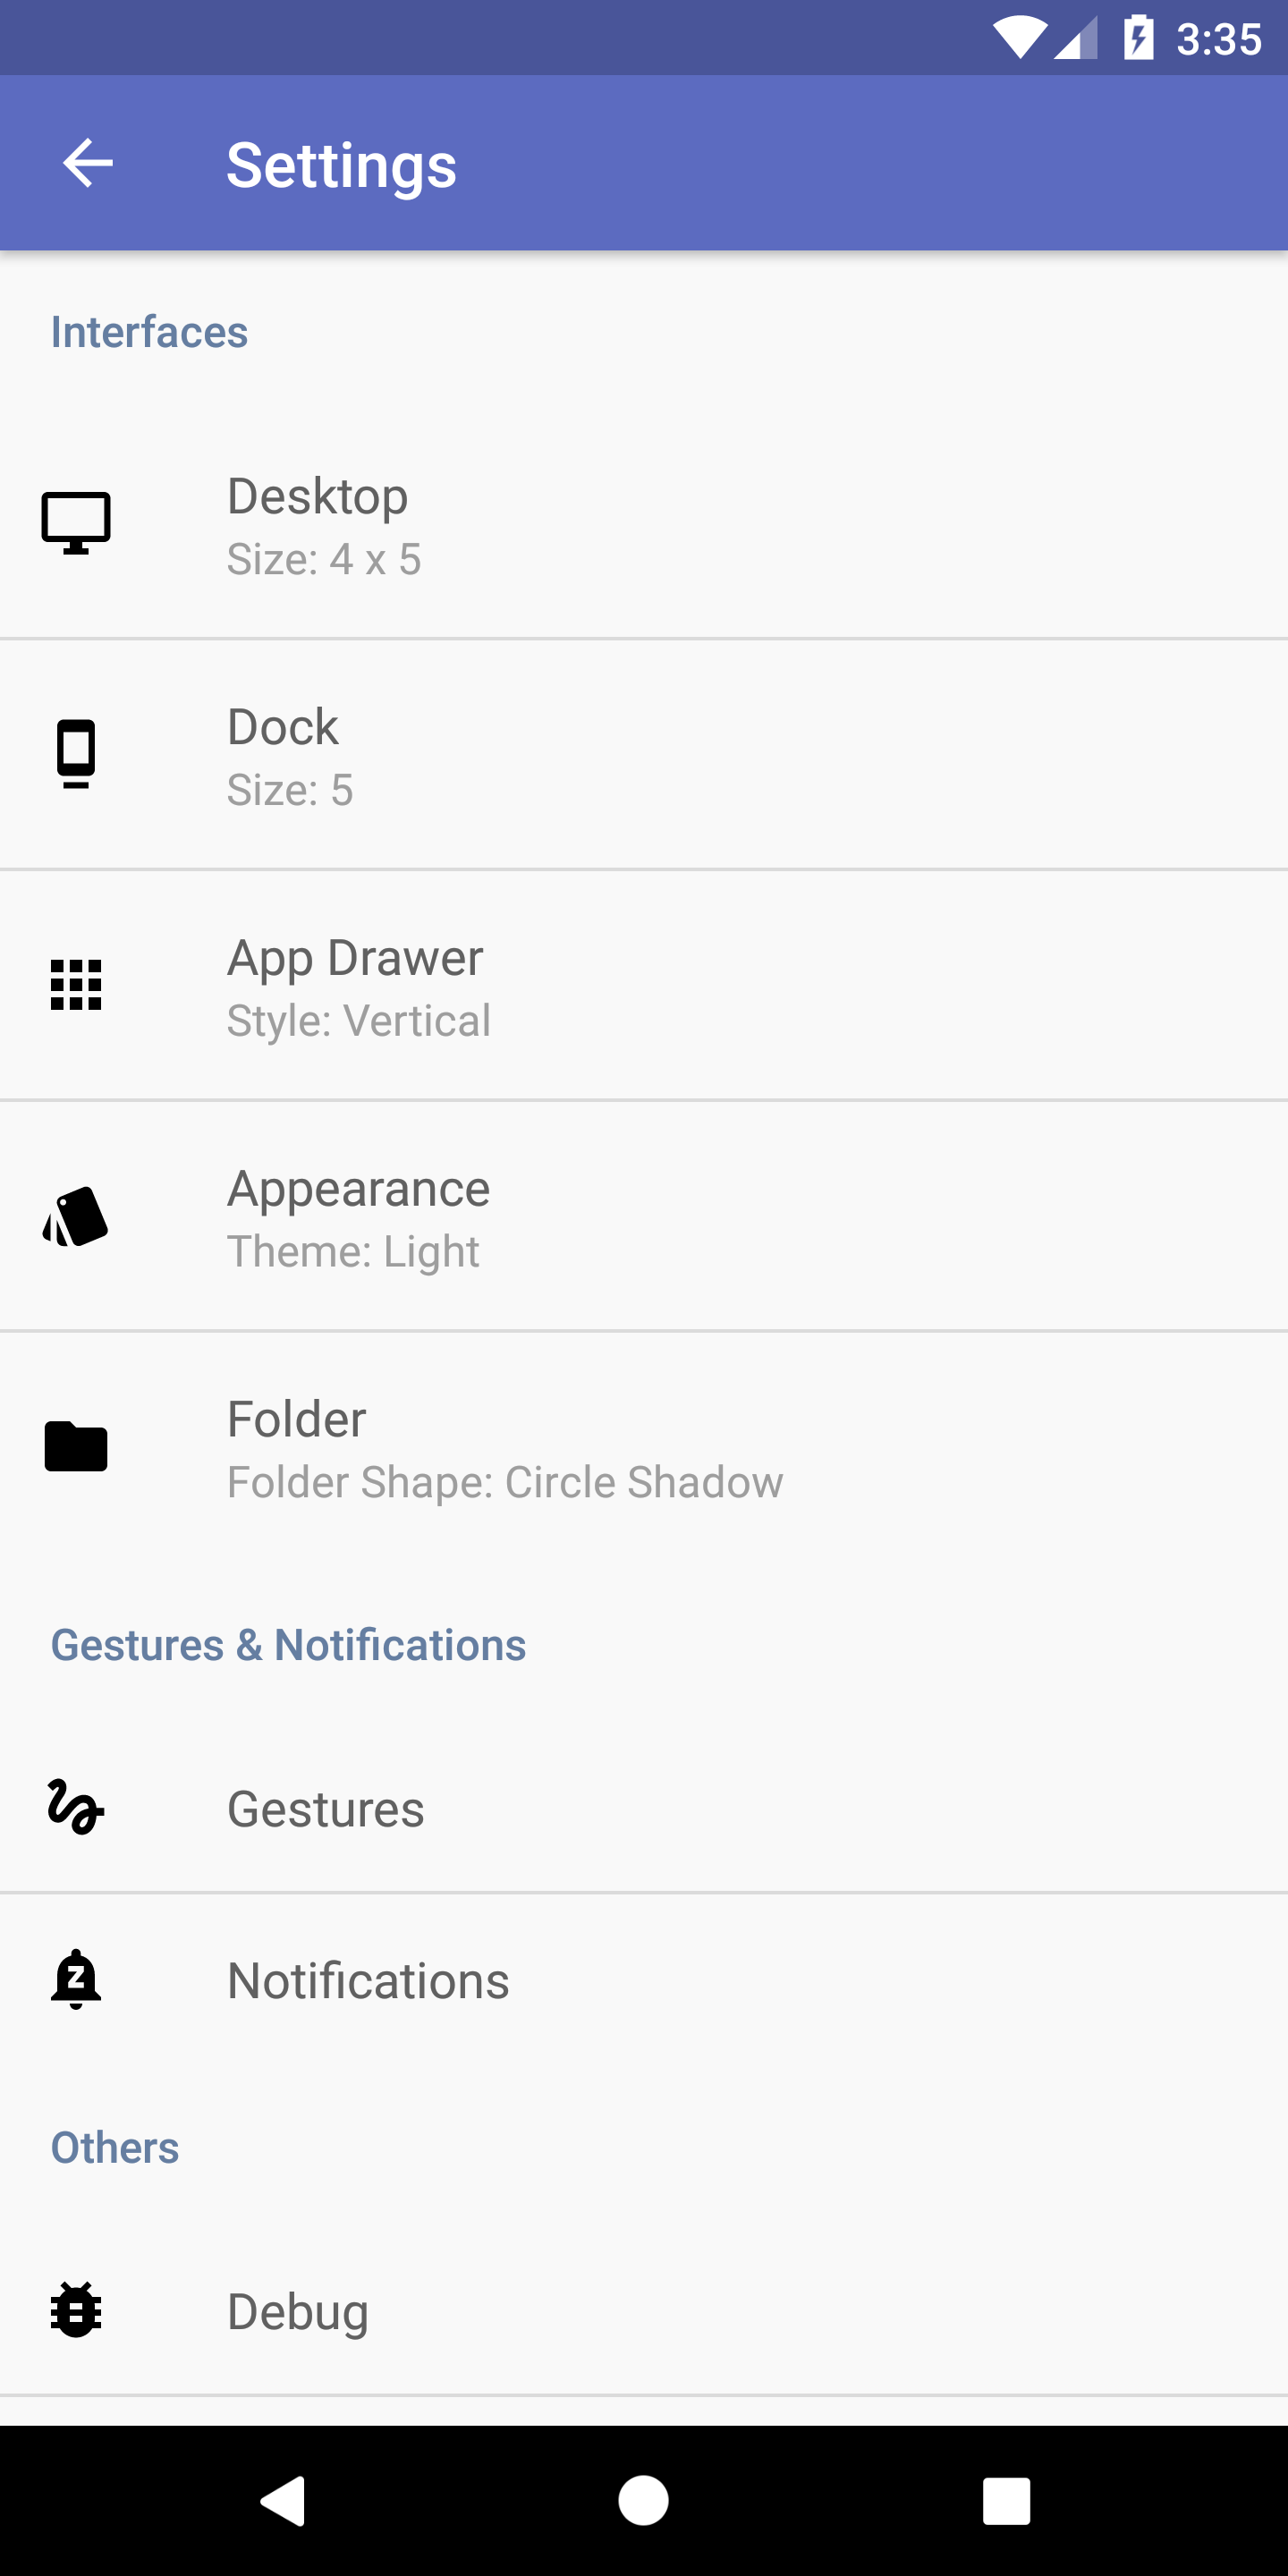 3:35
Settings
Interfaces
Desktop
Size: 4 x 5
Dock
Size: 5
App Drawer
Style: Vertical
Appearance
Theme: Light
Folder
Folder Shape: Circle Shadow
Gestures & Notifications
Gestures
Notifications
Others
Debug